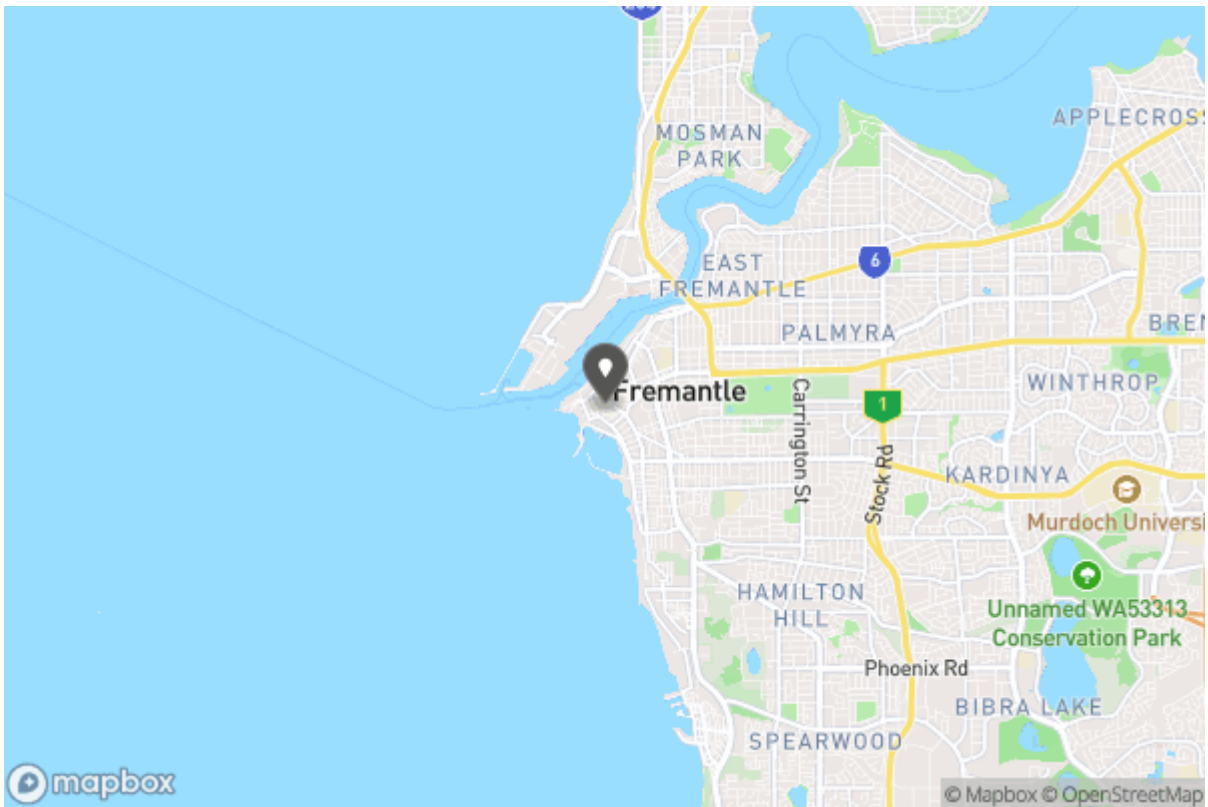 MOSMAN
PARK
APPLECROSS
EAST
FREMANTLE
6
PALMYRA
BREN
Fremantle
WINTHROP
1
Carrington St
Stock Rd
KARDINYA
Murdoch Universi
HAMILTON
HILL
Unnamed WA53313
Conservation Park
Phoenix Rd
BIBRA LAKE
SPEARWOOD
mapbox
© Mapbox © OpenStreetMap